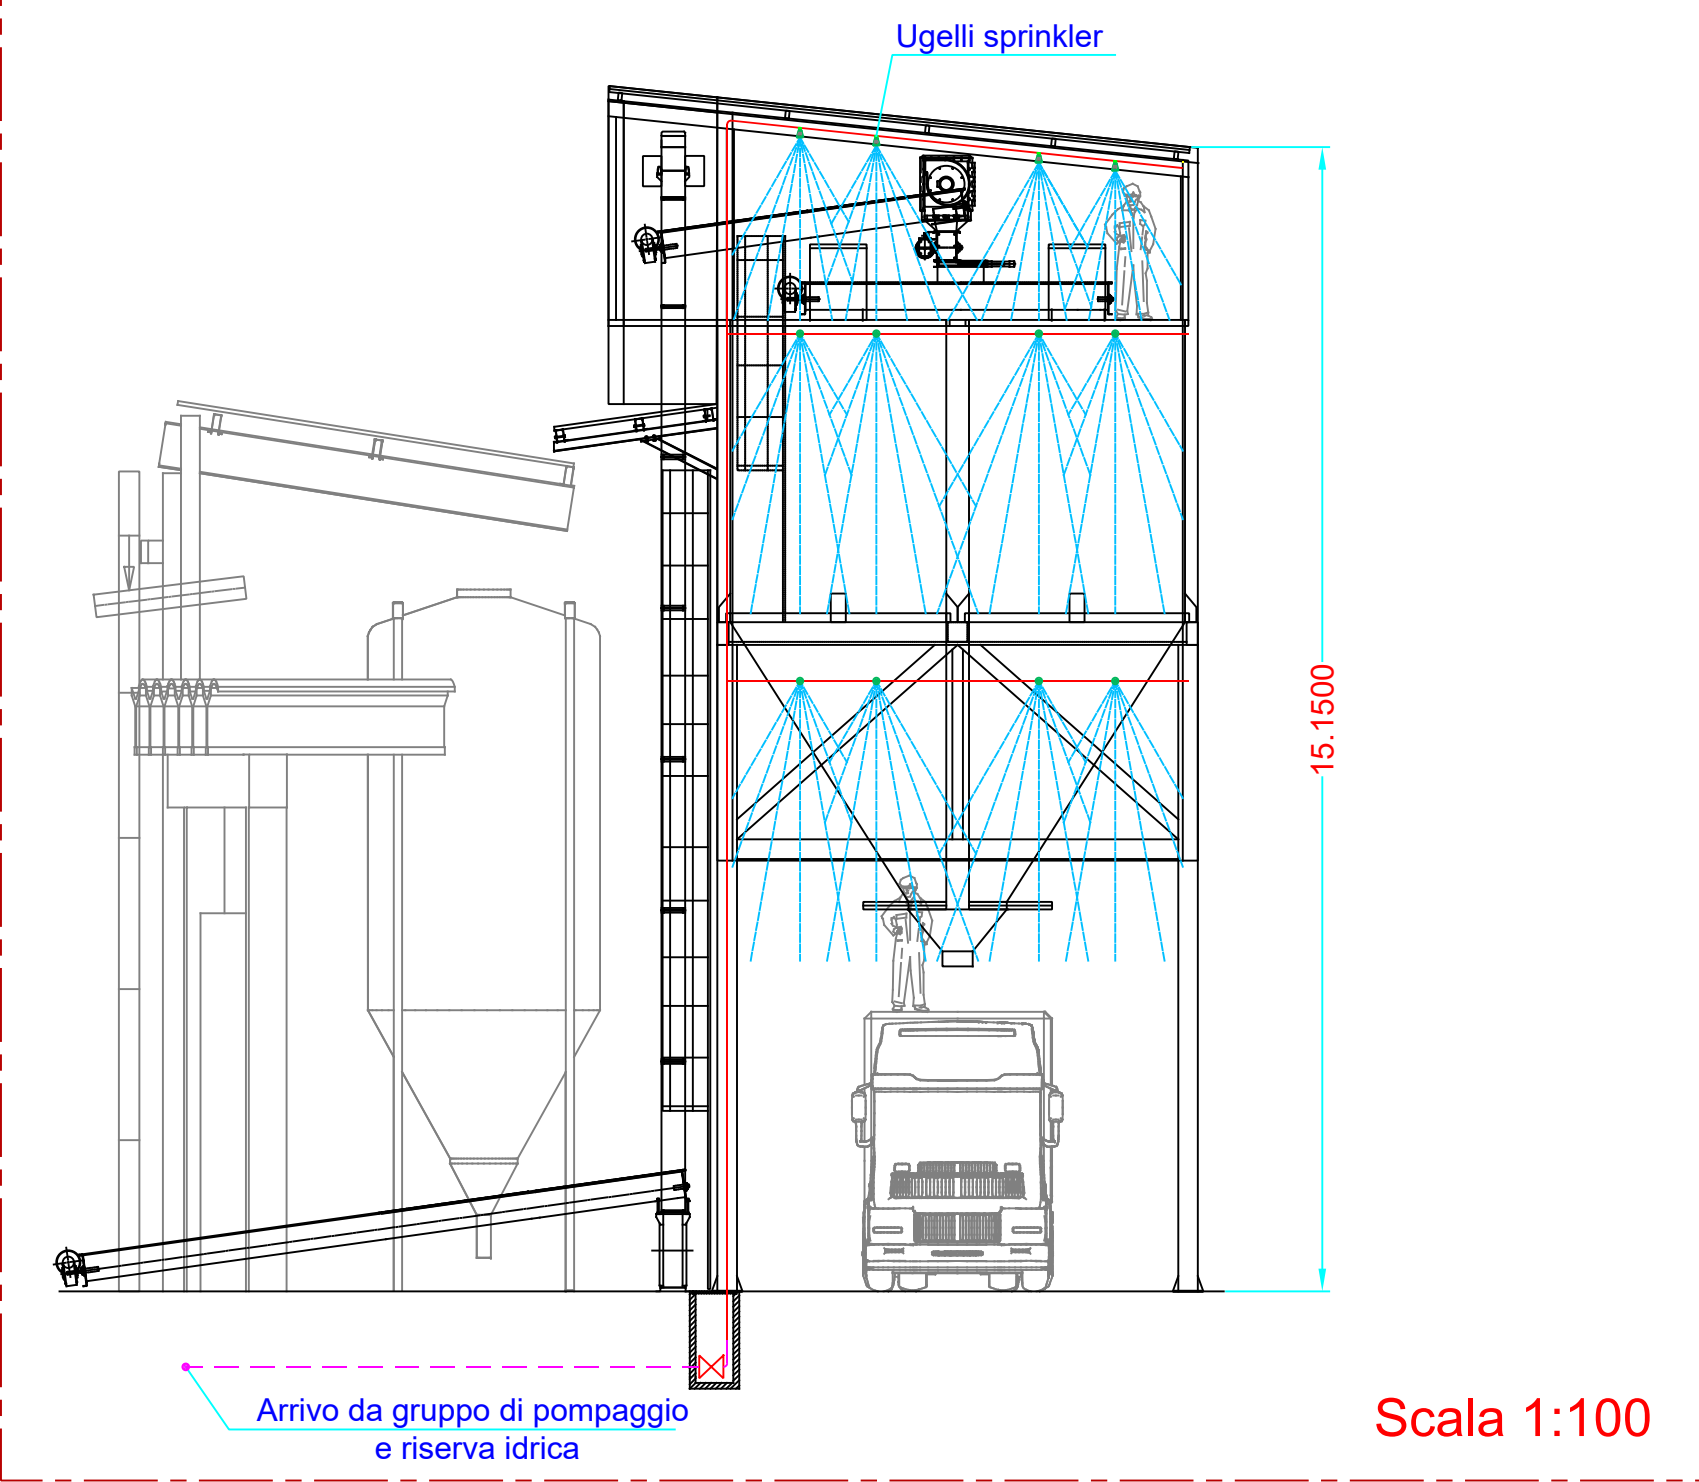 Ugelli sprinkler
15.1500
Arrivo da gruppo di pompaggio
e riserva idrica
Scala 1:100